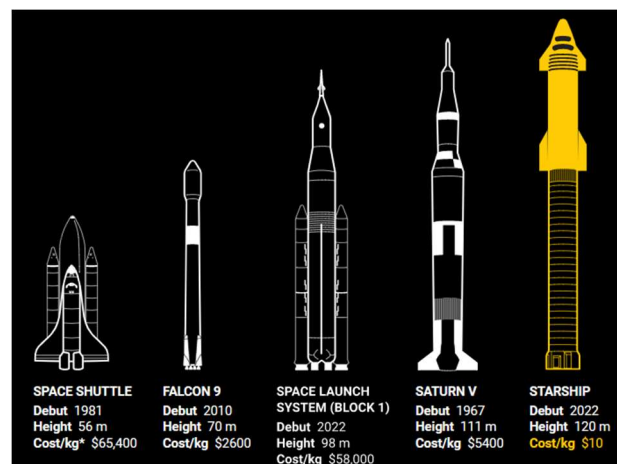 SPACE SHUTTLE
Debut 1981
Height 56 m
Cost/kg* $65,400
FALCON 9
Debut 2010
Height 70 m
Cost/kg $2600
SPACE LAUNCH
SYSTEM (BLOCK 1)
Debut 2022
Height 98 m
Cost/kg $58,000
SATURN V
Debut 1967
Height 111 m
Cost/kg $5400
STARSHIP
Debut 2022
Height 120 m
Cost/kg $10